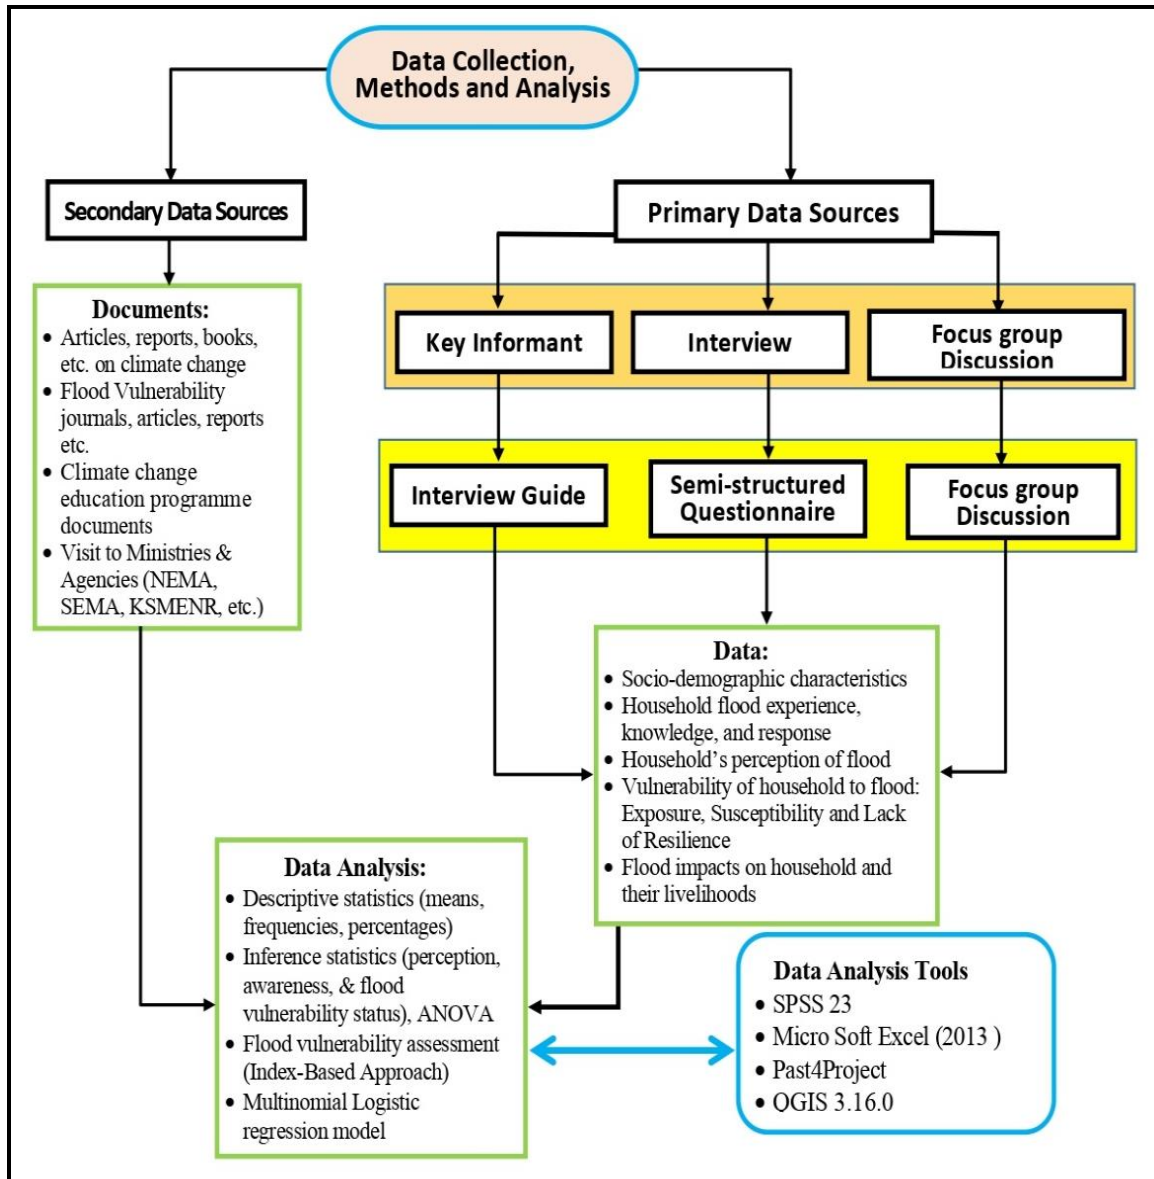 Data Collection,
Methods and Analysis
Secondary Data Sources
Primary Data Sources
Documents:
• Articles, reports, books,
etc. on climate change
• Flood Vulnerability
journals, articles, reports
etc.
• Climate change
education programme
documents
• Visit to Ministries &
Agencies (NEMA,
SEMA, KSMENR, etc.)
Key Informant
Interview
Focus group
Discussion
Interview Guide
Semi-structured
Questionnaire
Focus group
Discussion
Data:
• Socio-demographic characteristics
• Household flood experience,
knowledge, and response
• Household's perception of flood
• Vulnerability of household to flood:
Exposure, Susceptibility and Lack
of Resilience
• Flood impacts on household and
their livelihoods
Data Analysis:
• Descriptive statistics (means,
frequencies, percentages)
• Inference statistics (perception,
awareness, & flood
vulnerability status), ANOVA
• Flood vulnerability assessment
(Index-Based Approach)
• Multinomial Logistic
regression model
Data Analysis Tools
• SPSS 23
• Micro Soft Excel (2013 )
• Past4Project
• QGIS 3.16.0